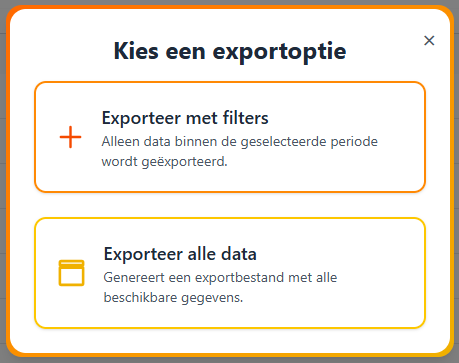 Kies een exportoptie
Exporteer met filters
Alleen data binnen de geselecteerde periode
wordt geëxporteerd.
Exporteer alle data
Genereert een exportbestand met alle
beschikbare gegevens.